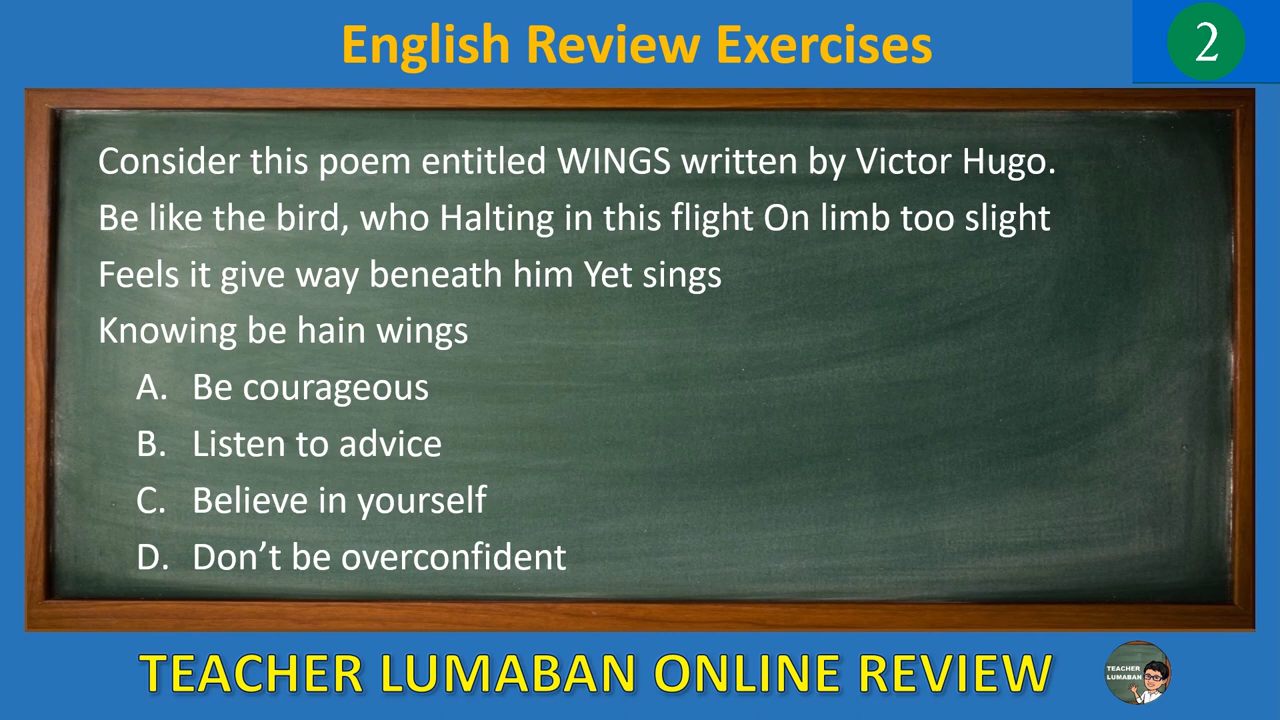 English Review Exercises
2
Consider this poem entitled WINGS written by Victor Hugo.
Be like the bird, who Halting in this flight On limb too slight
Feels it give way beneath him Yet sings
Knowing be hain wings
A. Be courageous
B. Listen to advice
C. Believe in yourself
D. Don’t be overconfident
TEACHER LUMABAN ONLINE REVIEW
TEACHER
LUMABAN